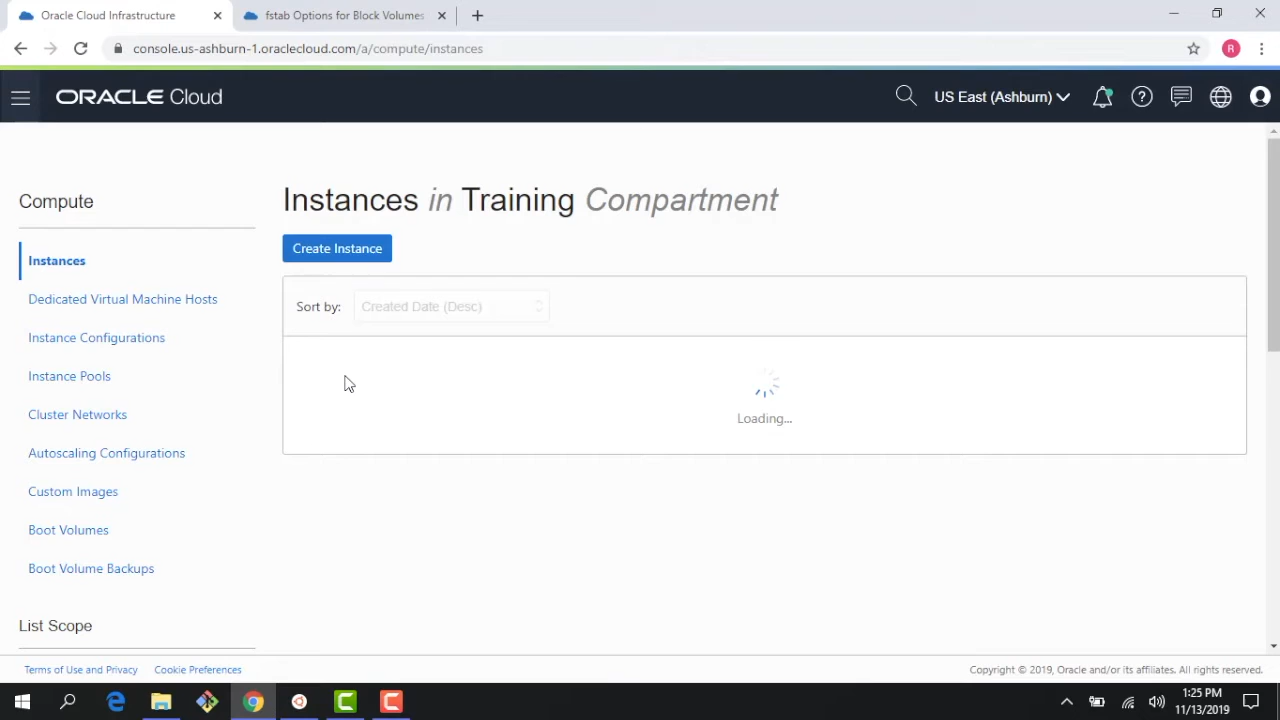 Oracle Cloud Infrastructure
fstab Options for Block Volumes
console.us-ashburn-1.oraclecloud.com/a/compute/instances
R
ORACLE Cloud
US East (Ashburn)
Compute
Instances
Dedicated Virtual Machine Hosts
Instance Configurations
Instance Pools
Cluster Networks
Autoscaling Configurations
Custom Images
Boot Volumes
Boot Volume Backups
List Scope
Instances in Training Compartment
Create Instance
Sort by: Created Date (Desc)
Loading...
Terms of Use and Privacy Cookie Preferences
Copyright © 2019, Oracle and/or its affiliates. All rights reserved.
1:25 PM
11/13/2019